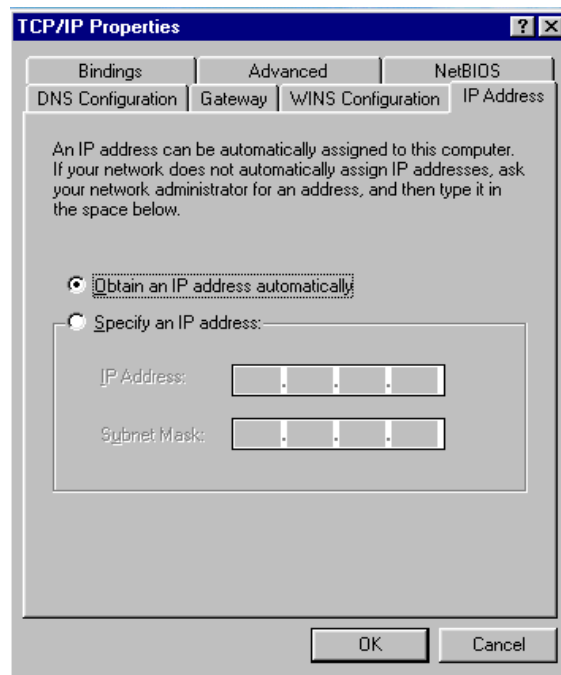 TCP/IP Properties
Bindings
Advanced
NetBIOS
DNS Configuration
Gateway
WINS Configuration
IP Address
An IP address can be automatically assigned to this computer.
If your network does not automatically assign IP addresses, ask
your network administrator for an address, and then type it in
the space below.
Obtain an IP address automatically
Specify an IP address:
IP Address:
Subnet Mask:
OK
Cancel